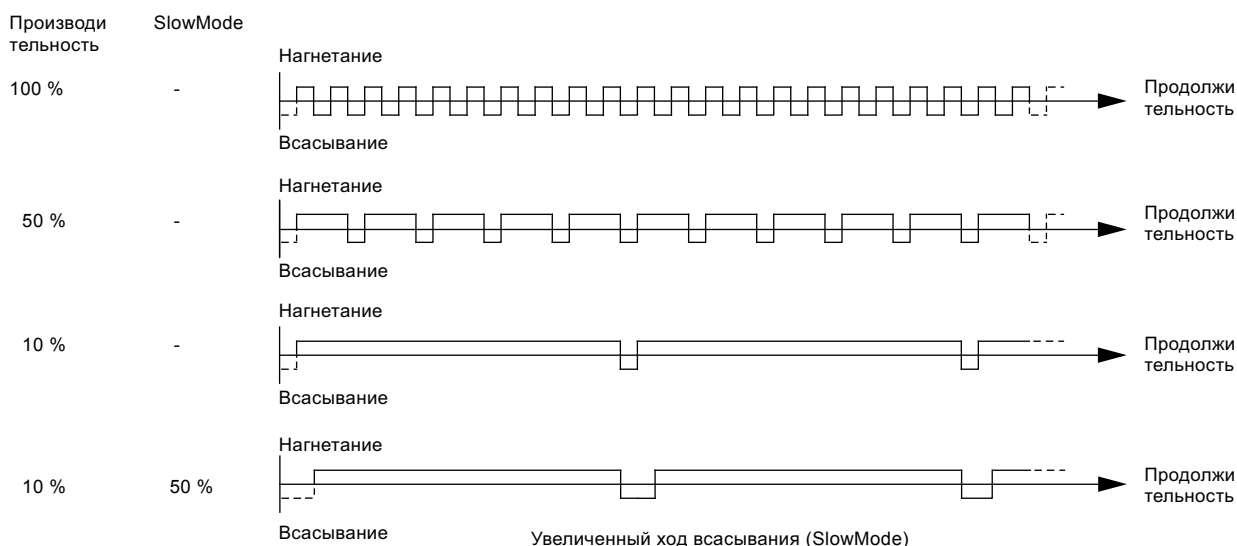 Производи
тельность
SlowMode
Нагнетание
100 %
-
Продолжи
тельность
Всасывание
Нагнетание
50 %
-
Продолжи
тельность
Всасывание
Нагнетание
10 %
-
Продолжи
тельность
Всасывание
Нагнетание
10 %
50 %
Продолжи
тельность
Всасывание
Увеличенный ход всасывания (SlowMode)